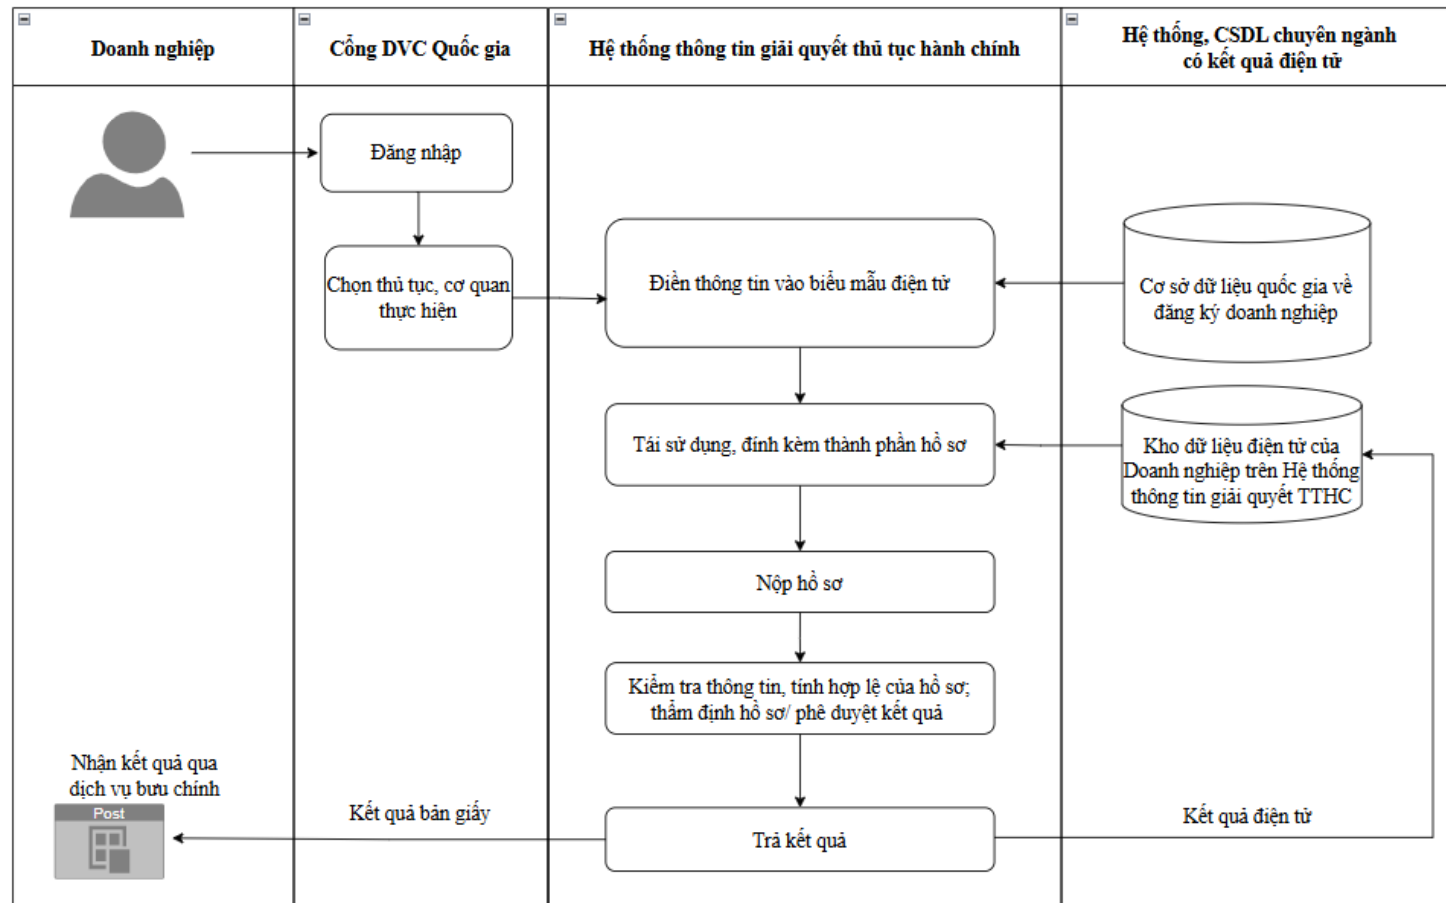 Doanh nghiệp
Cổng DVC Quốc gia
Hệ thống thông tin giải quyết thủ tục hành chính
Hệ thống, CSDL chuyên ngành
có kết quả điện tử
Đăng nhập
Chọn thủ tục, cơ quan
thực hiện
Điền thông tin vào biểu mẫu điện tử
Cơ sở dữ liệu quốc gia về
đăng ký doanh nghiệp
Tái sử dụng, đính kèm thành phần hồ sơ
Kho dữ liệu điện tử của
Doanh nghiệp trên Hệ thống
thông tin giải quyết TTHC
Nộp hồ sơ
Kiểm tra thông tin, tính hợp lệ của hồ sơ;
thẩm định hồ sơ/ phê duyệt kết quả
Nhận kết quả qua
dịch vụ bưu chính
Post
Kết quả bản giấy
Trả kết quả
Kết quả điện tử